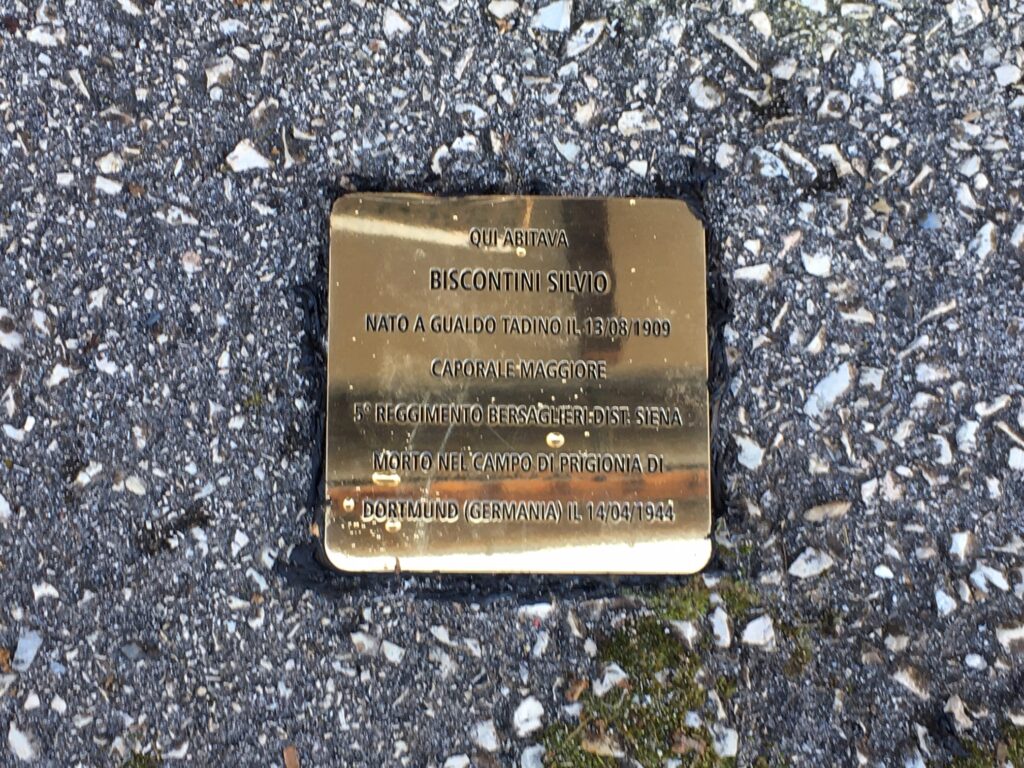 QUI ABITAVA
BISCONTINI SILVIO
NATO A GUALDO TADINO IL 13/08/1909
CAPORALE MAGGIORE
5° REGGIMENTO BERSAGLIERI DIST. SIENA
MORTO NEL CAMPO DI PRIGIONIA DI
DORTMUND (GERMANIA) IL 14/04/1944